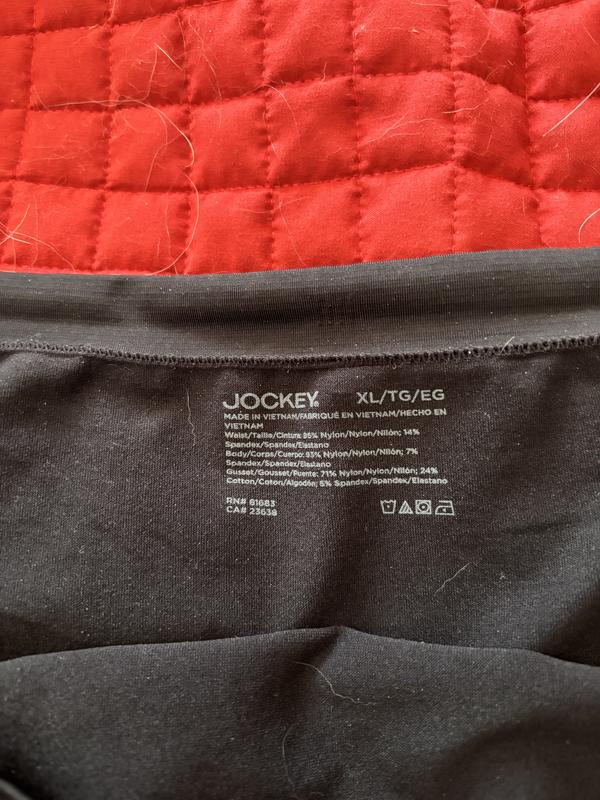 JOCKEY® XL/TG/EG
MADE IN VIETNAM/FABRIQUÉ EN VIETNAM/HECHO EN
VIETNAM
Waist/Taille/Cintura: 86% Nylon/Nylon/Nilón; 14%
Spandex/Spandex/Elastano
Body/Corps/Cuerpo: 93% Nylon/Nylon/Nilón; 7%
Spandex/Spandex/Elastano
Gusset/Gousset/Puente: 71% Nylon/Nylon/Nilón; 24%
Cotton/Coton/Algodón; 5% Spandex/Spandex/Elastano
RN# 61683
CA# 23638